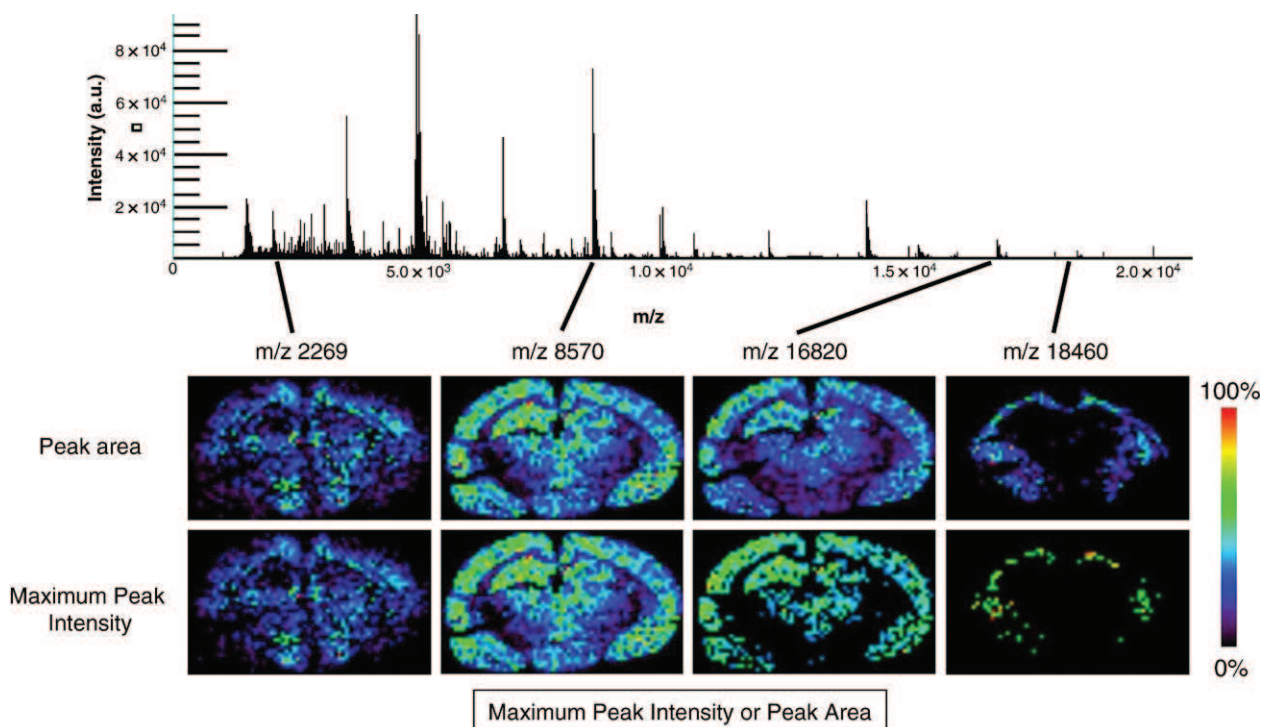 8 × 10⁴
6 × 10⁴
4 × 10⁴
2 × 10⁴
Intensity (a.u.)
0 5.0 × 10³ 10.0 × 10⁴ 1.5 × 10⁴ 2.0 × 10⁴
m/z
m/z 2269 m/z 8570 m/z 16820 m/z 18460
100%
Peak area
Maximum Peak
Intensity
0%
Maximum Peak Intensity or Peak Area